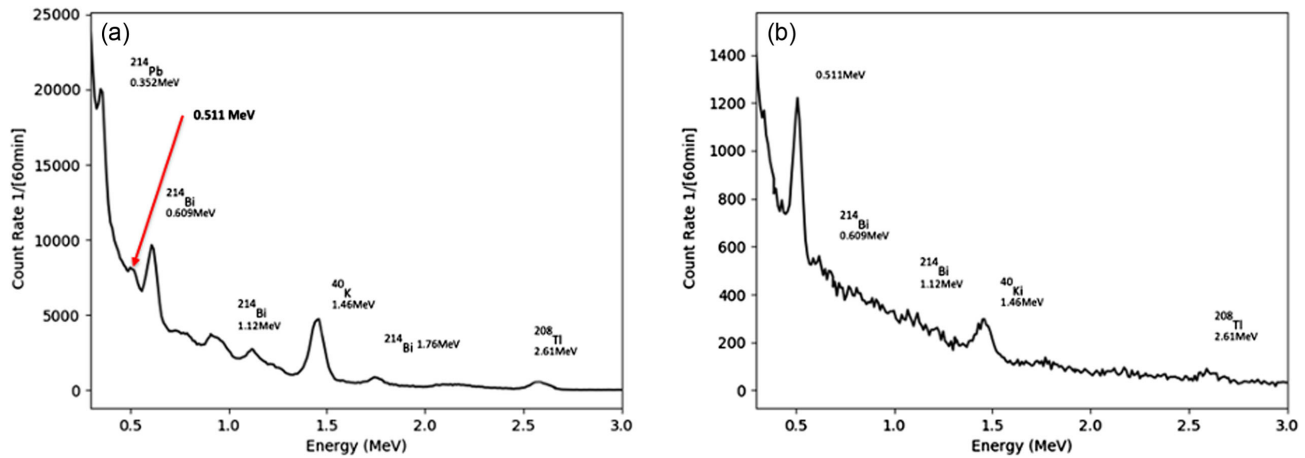 (a)
25000
20000
15000
10000
5000
0
Count Rate 1/[60min]
214
Pb
0.352MeV
0.511 MeV
214
Bi
0.609MeV
214
Bi
1.12MeV
40
K
1.46MeV
214
Bi 1.76MeV
208
Tl
2.61MeV
0.5 1.0 1.5 2.0 2.5 3.0
Energy (MeV)
(b)
1400
1200
1000
800
600
400
200
0
Count Rate 1/[60min]
0.511MeV
214
Bi
0.609MeV
214
Bi
1.12MeV
40
Ki
1.46MeV
208
Tl
2.61MeV
0.5 1.0 1.5 2.0 2.5 3.0
Energy (MeV)